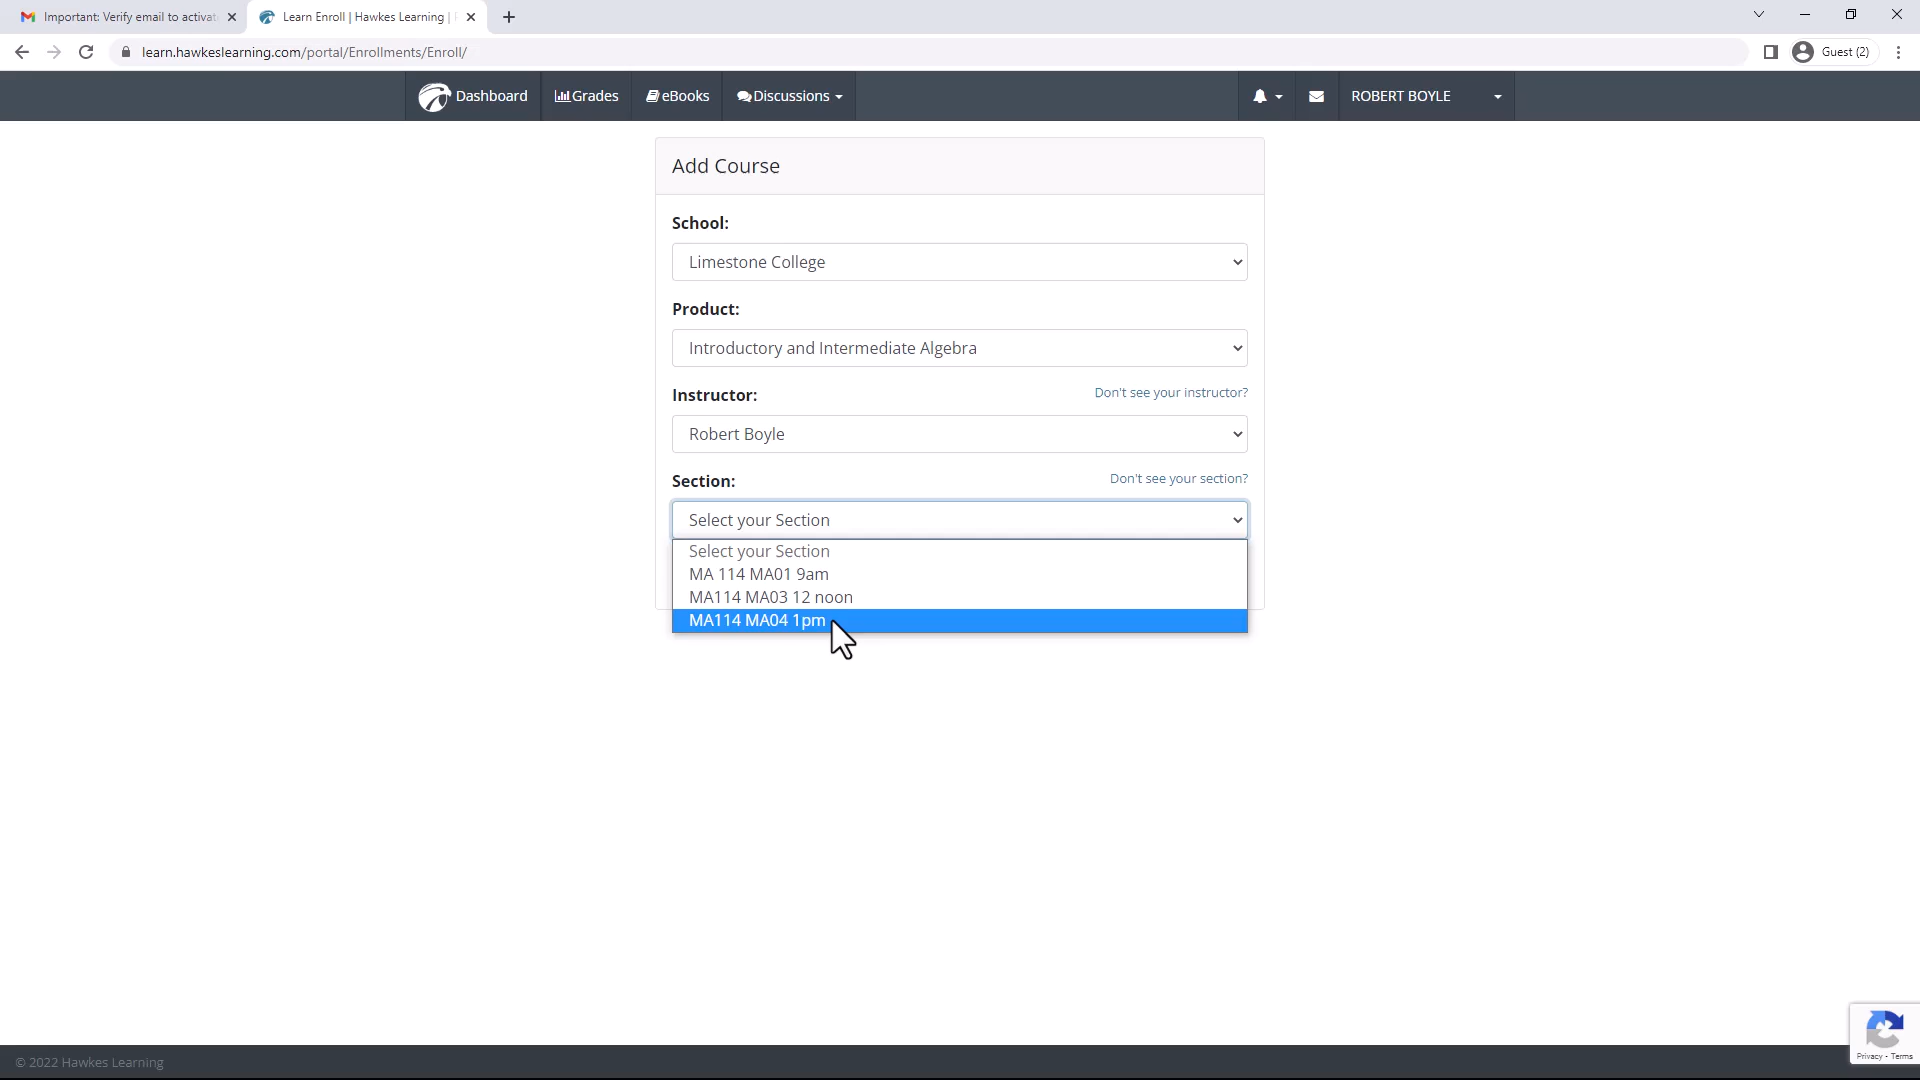 Important: Verify email to activat
Learn Enroll | Hawkes Learning |
learn.hawkeslearning.com/portal/Enrollments/Enroll/
Guest (2)
Dashboard
Grades
eBooks
Discussions
ROBERT BOYLE
Add Course
School:
Limestone College
Product:
Introductory and Intermediate Algebra
Instructor:
Don't see your instructor?
Robert Boyle
Section:
Don't see your section?
Select your Section
Select your Section
MA 114 MA01 9am
MA114 MA03 12 noon
MA114 MA04 1pm
Privacy - Terms
© 2022 Hawkes Learning